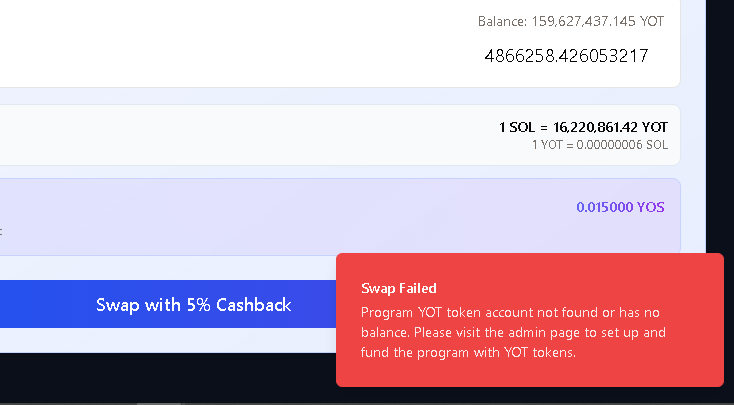 Balance: 159,627,437.145 YOT
4866258.426053217
1 SOL = 16,220,861.42 YOT
1 YOT = 0.00000006 SOL
0.015000 YOS
Swap with 5% Cashback
Swap Failed
Program YOT token account not found or has no
balance. Please visit the admin page to set up and
fund the program with YOT tokens.